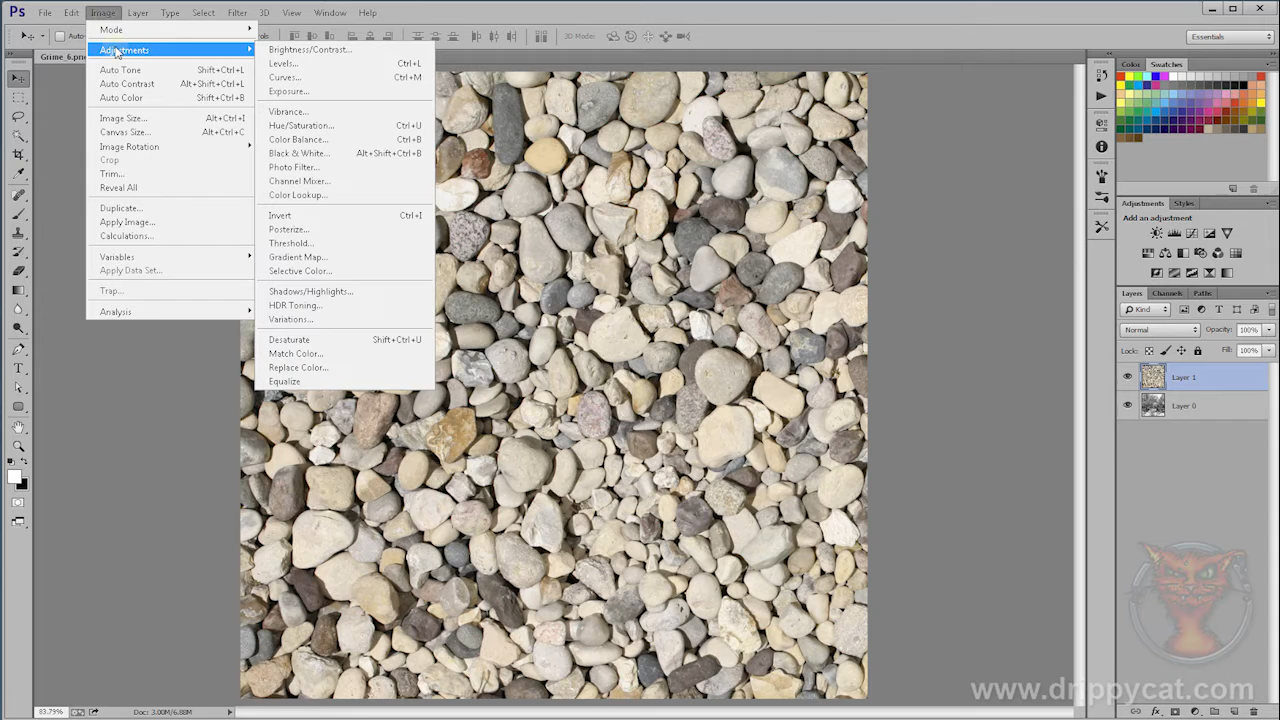 Ps File Edit Image Layer Type Select Filter 3D View Window Help
Auto
3D Mode:
Essentials
Grime_6.png
Mode
Adjustments
Auto Tone Shift+Ctrl+L
Auto Contrast Alt+Shift+Ctrl+L
Auto Color Shift+Ctrl+B
Image Size... Alt+Ctrl+I
Canvas Size... Alt+Ctrl+C
Image Rotation
Crop
Trim...
Reveal All
Duplicate...
Apply Image...
Calculations...
Variables
Apply Data Set...
Trap...
Analysis
Brightness/Contrast...
Levels... Ctrl+L
Curves... Ctrl+M
Exposure...
Vibrance...
Hue/Saturation... Ctrl+U
Color Balance... Ctrl+B
Black & White... Alt+Shift+Ctrl+B
Photo Filter...
Channel Mixer...
Color Lookup...
Invert Ctrl+I
Posterize...
Threshold...
Gradient Map...
Selective Color...
Shadows/Highlights...
HDR Toning...
Variations...
Desaturate Shift+Ctrl+U
Match Color...
Replace Color...
Equalize
Color Swatches
Adjustments Styles
Add an adjustment
Layers Channels Paths
Kind
Normal Opacity: 100%
Lock: Fill: 100%
Layer 1
Layer 0
www.drippycat.com
83.79% Doc: 3.00M/6.88M